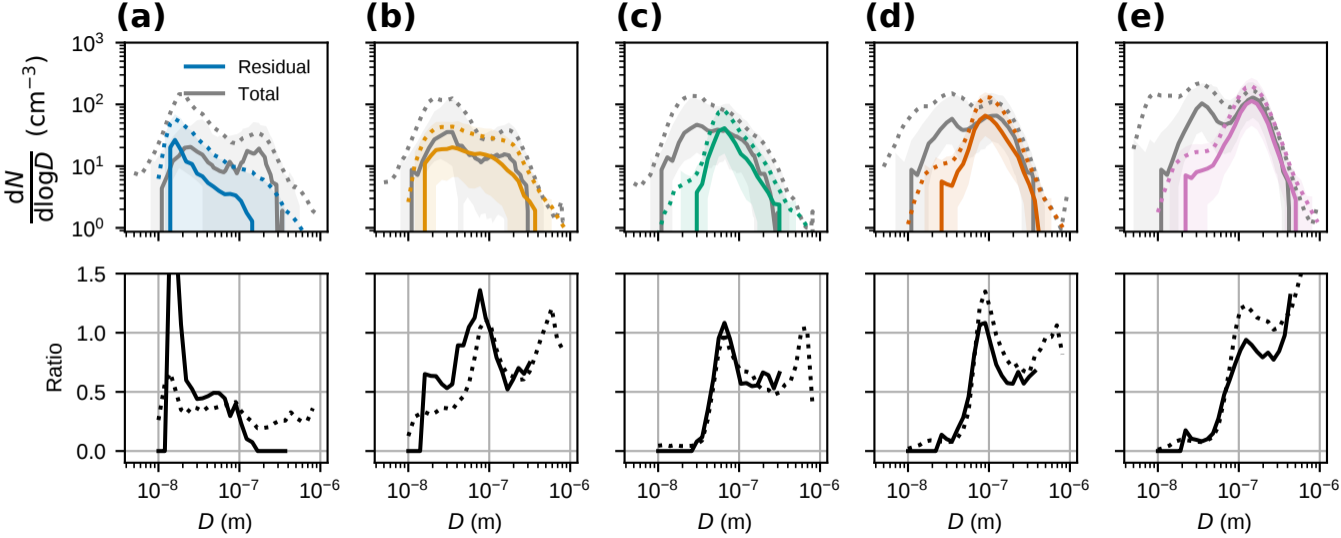 (a) (b) (c) (d) (e)
10³
10²
10¹
10⁰
dN/dlogD (cm⁻³)
Residual
Total
1.5
1.0
0.5
0.0
Ratio
10⁻⁸ 10⁻⁷ 10⁻⁶ 10⁻⁸ 10⁻⁷ 10⁻⁶ 10⁻⁸ 10⁻⁷ 10⁻⁶ 10⁻⁸ 10⁻⁷ 10⁻⁶ 10⁻⁸ 10⁻⁷ 10⁻⁶
D (m) D (m) D (m) D (m) D (m)